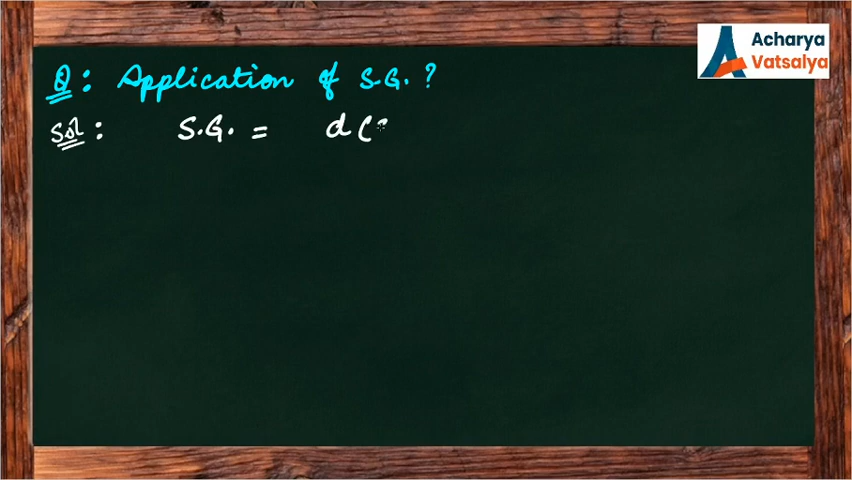 Acharya
Vatsalya
Q: Application of S.G.?
Sol: S.G. = d(